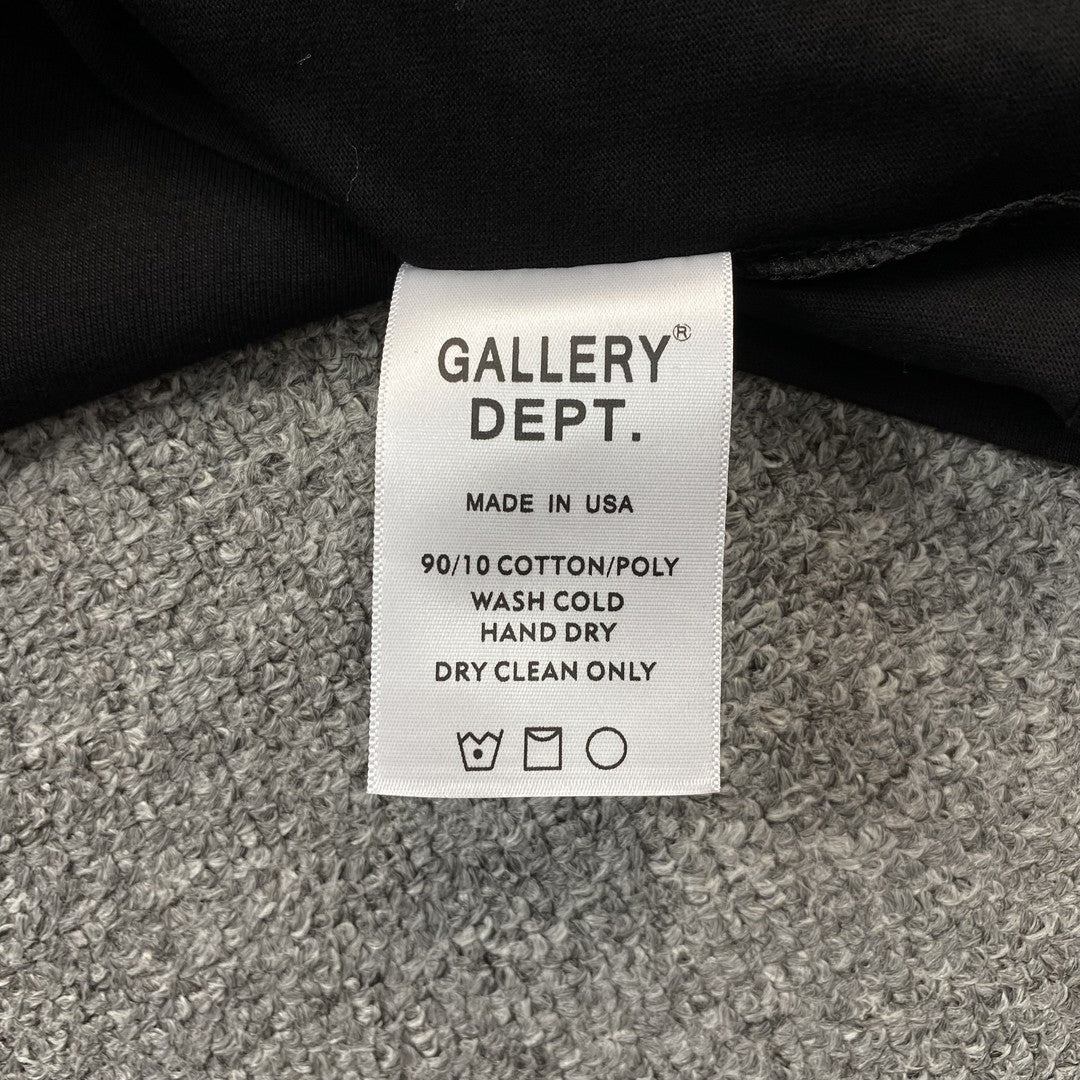 GALLERY®
DEPT.
MADE IN USA
90/10 COTTON/POLY
WASH COLD
HAND DRY
DRY CLEAN ONLY